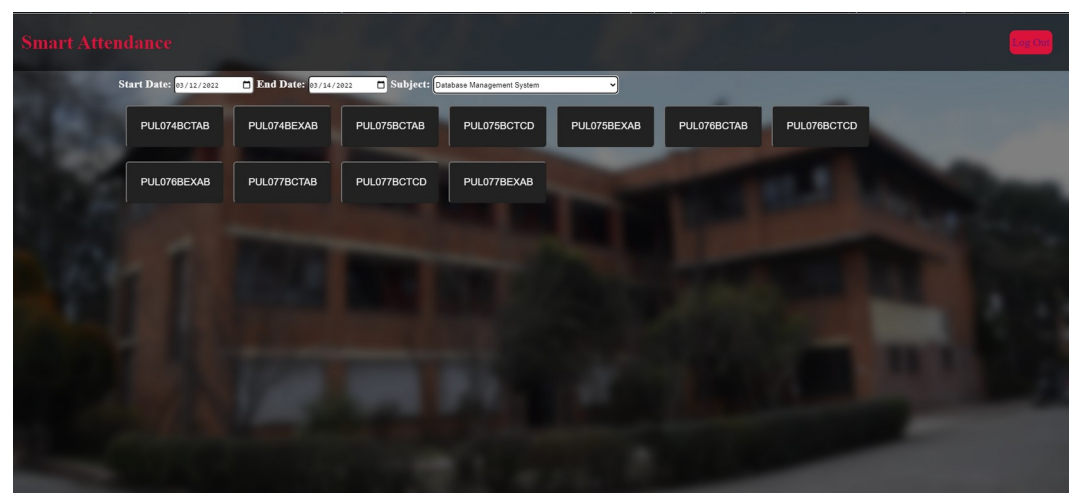 Smart Attendance
Log Out
Start Date: 03/12/2022 End Date: 03/14/2022 Subject: Database Management System
PUL074BCTAB PUL074BEXAB PUL075BCTAB PUL075BCTCD PUL075BEXAB PUL076BCTAB PUL076BCTCD
PUL076BEXAB PUL077BCTAB PUL077BCTCD PUL077BEXAB